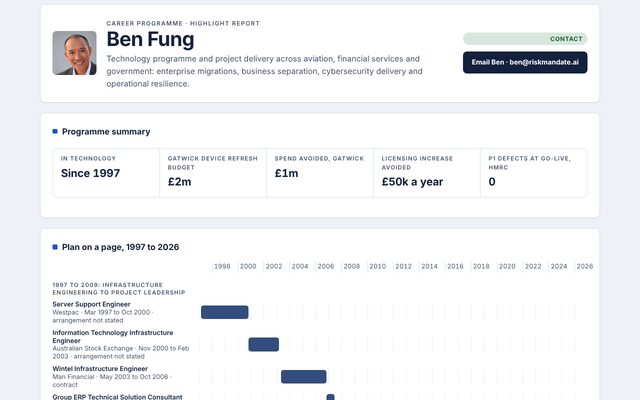 CAREER PROGRAMME · HIGHLIGHT REPORT
Ben Fung
Technology programme and project delivery across aviation, financial services and
government: enterprise migrations, business separation, cybersecurity delivery and
operational resilience.
CONTACT
Email Ben · ben@riskmandate.ai
Programme summary
IN TECHNOLOGY
Since 1997
GATWICK DEVICE REFRESH
BUDGET
£2m
SPEND AVOIDED, GATWICK
£1m
LICENSING INCREASE
AVOIDED
£50k a year
P1 DEFECTS AT GO-LIVE,
HMRC
0
Plan on a page, 1997 to 2026
1998 2000 2002 2004 2006 2008 2010 2012 2014 2016 2018 2020 2022 2024 2026
1997 TO 2009: INFRASTRUCTURE
ENGINEERING TO PROJECT LEADERSHIP
Server Support Engineer
Westpac · Mar 1997 to Oct 2000 ·
arrangement not stated
Information Technology Infrastructure
Engineer
Australian Stock Exchange · Nov 2000 to Feb
2003 · arrangement not stated
Wintel Infrastructure Engineer
Man Financial · May 2003 to Oct 2006 ·
contract
Group ERP Technical Solution Consultant